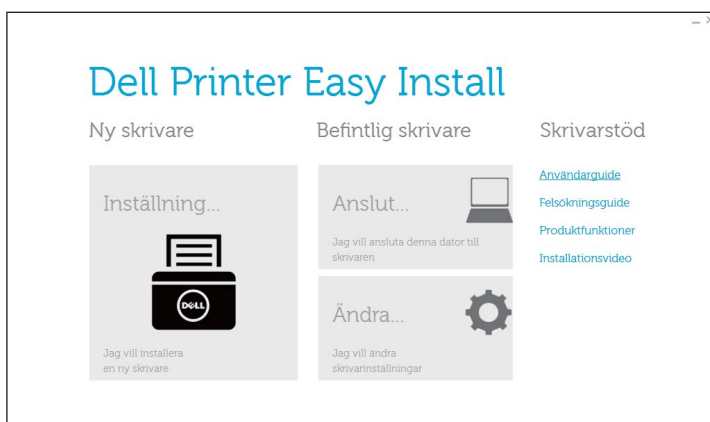 Dell Printer Easy Install
Ny skrivare
Befintlig skrivare
Skrivarstöd
Inställning...
DELL
Jag vill installera
en ny skrivare
Anslut...
Jag vill ansluta denna dator till
skrivaren
Ändra...
Jag vill ändra
skrivarinställningar
Användarguide
Felsökningsguide
Produktfunktioner
Installationsvideo